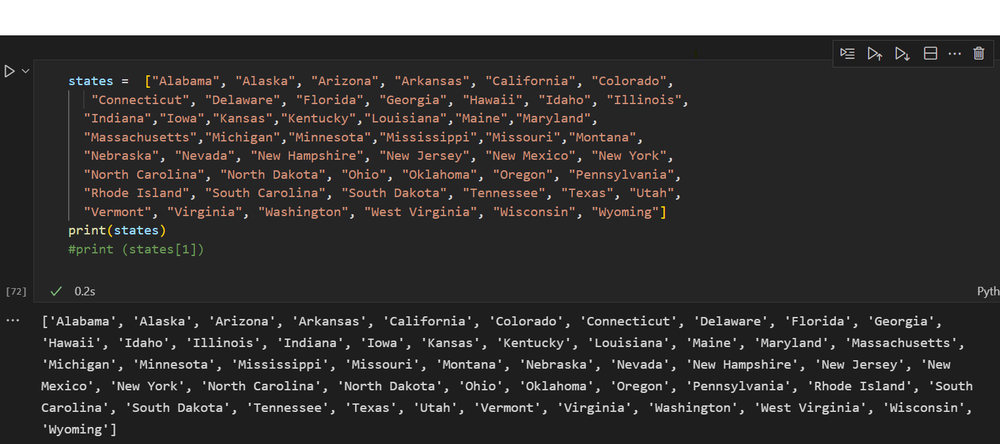 states =  ["Alabama", "Alaska", "Arizona", "Arkansas", "California", "Colorado",
"Connecticut", "Delaware", "Florida", "Georgia", "Hawaii", "Idaho", "Illinois",
"Indiana","Iowa","Kansas","Kentucky","Louisiana","Maine","Maryland",
"Massachusetts","Michigan","Minnesota","Mississippi","Missouri","Montana",
"Nebraska", "Nevada", "New Hampshire", "New Jersey", "New Mexico", "New York",
"North Carolina", "North Dakota", "Ohio", "Oklahoma", "Oregon", "Pennsylvania",
"Rhode Island", "South Carolina", "South Dakota", "Tennessee", "Texas", "Utah",
"Vermont", "Virginia", "Washington", "West Virginia", "Wisconsin", "Wyoming"]
print(states)
#print (states[1])
[72] 0.2s Pyth
['Alabama', 'Alaska', 'Arizona', 'Arkansas', 'California', 'Colorado', 'Connecticut', 'Delaware', 'Florida', 'Georgia',
'Hawaii', 'Idaho', 'Illinois', 'Indiana', 'Iowa', 'Kansas', 'Kentucky', 'Louisiana', 'Maine', 'Maryland', 'Massachusetts',
'Michigan', 'Minnesota', 'Mississippi', 'Missouri', 'Montana', 'Nebraska', 'Nevada', 'New Hampshire', 'New Jersey', 'New
Mexico', 'New York', 'North Carolina', 'North Dakota', 'Ohio', 'Oklahoma', 'Oregon', 'Pennsylvania', 'Rhode Island', 'South
Carolina', 'South Dakota', 'Tennessee', 'Texas', 'Utah', 'Vermont', 'Virginia', 'Washington', 'West Virginia', 'Wisconsin',
'Wyoming']